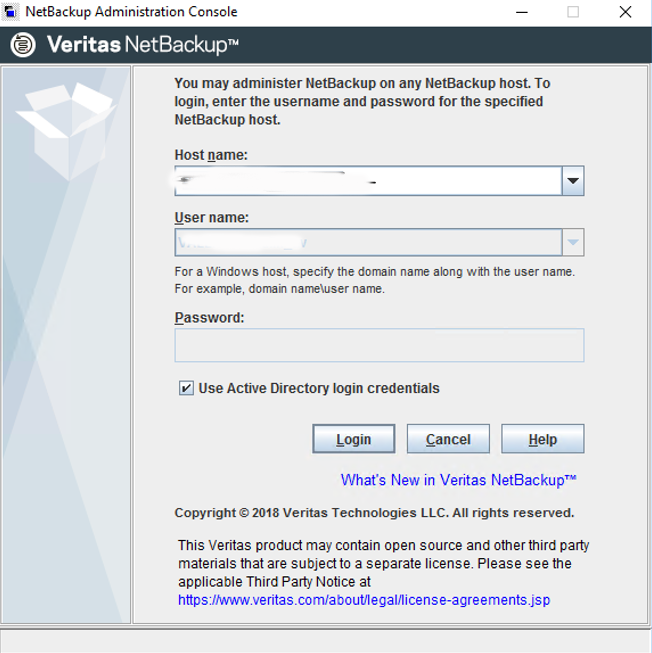 NetBackup Administration Console
Veritas NetBackup™
You may administer NetBackup on any NetBackup host. To
login, enter the username and password for the specified
NetBackup host.
Host name:
User name:
For a Windows host, specify the domain name along with the user name.
For example, domain name\user name.
Password:
Use Active Directory login credentials
Login Cancel Help
What's New in Veritas NetBackup™
Copyright © 2018 Veritas Technologies LLC. All rights reserved.
This Veritas product may contain open source and other third party
materials that are subject to a separate license. Please see the
applicable Third Party Notice at
https://www.veritas.com/about/legal/license-agreements.jsp